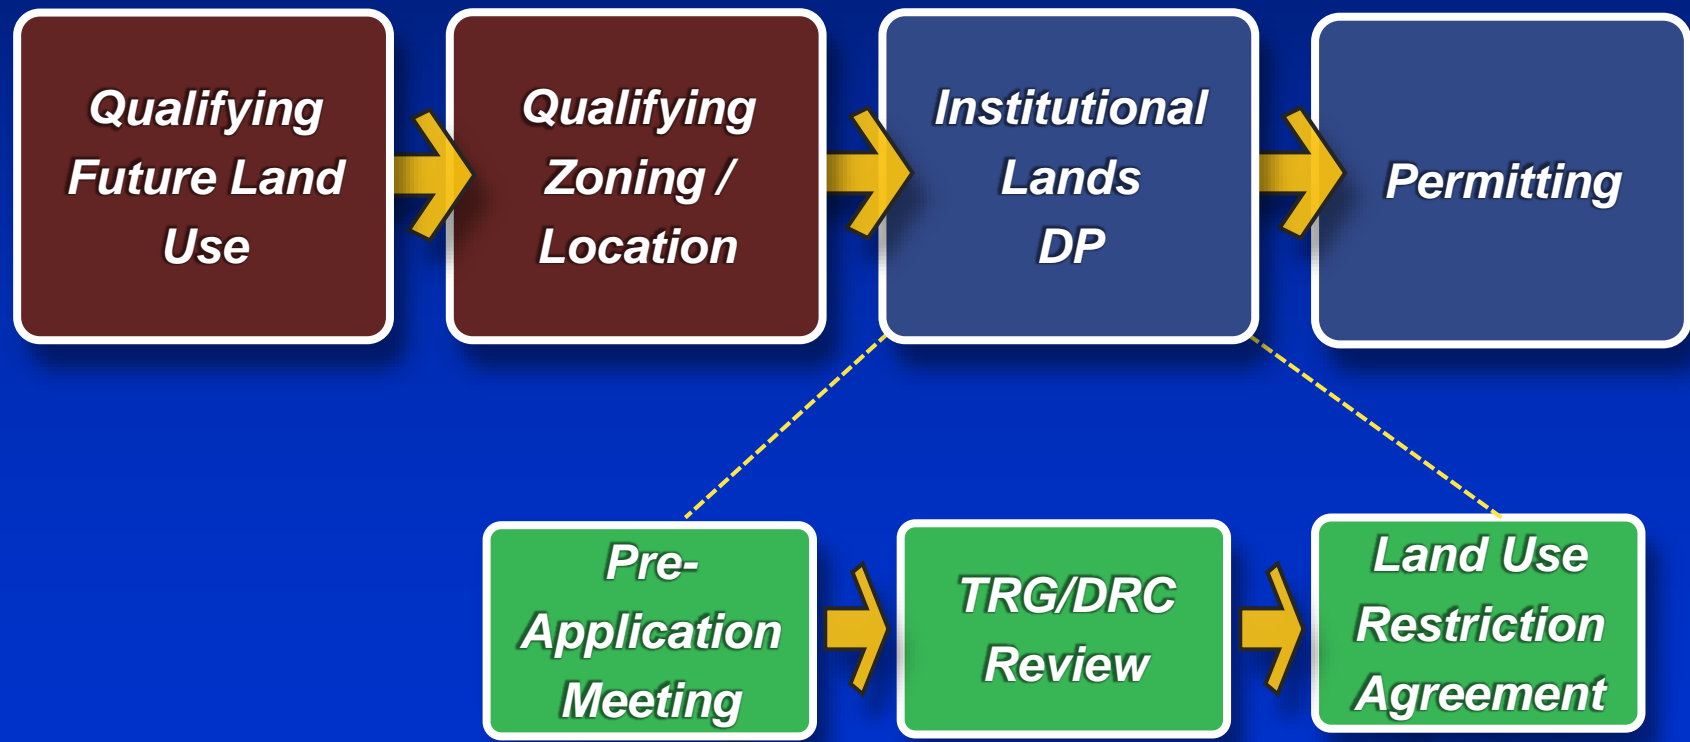 Qualifying
Future Land
Use
Qualifying
Zoning /
Location
Institutional
Lands
DP
Permitting
Pre-
Application
Meeting
TRG/DRC
Review
Land Use
Restriction
Agreement